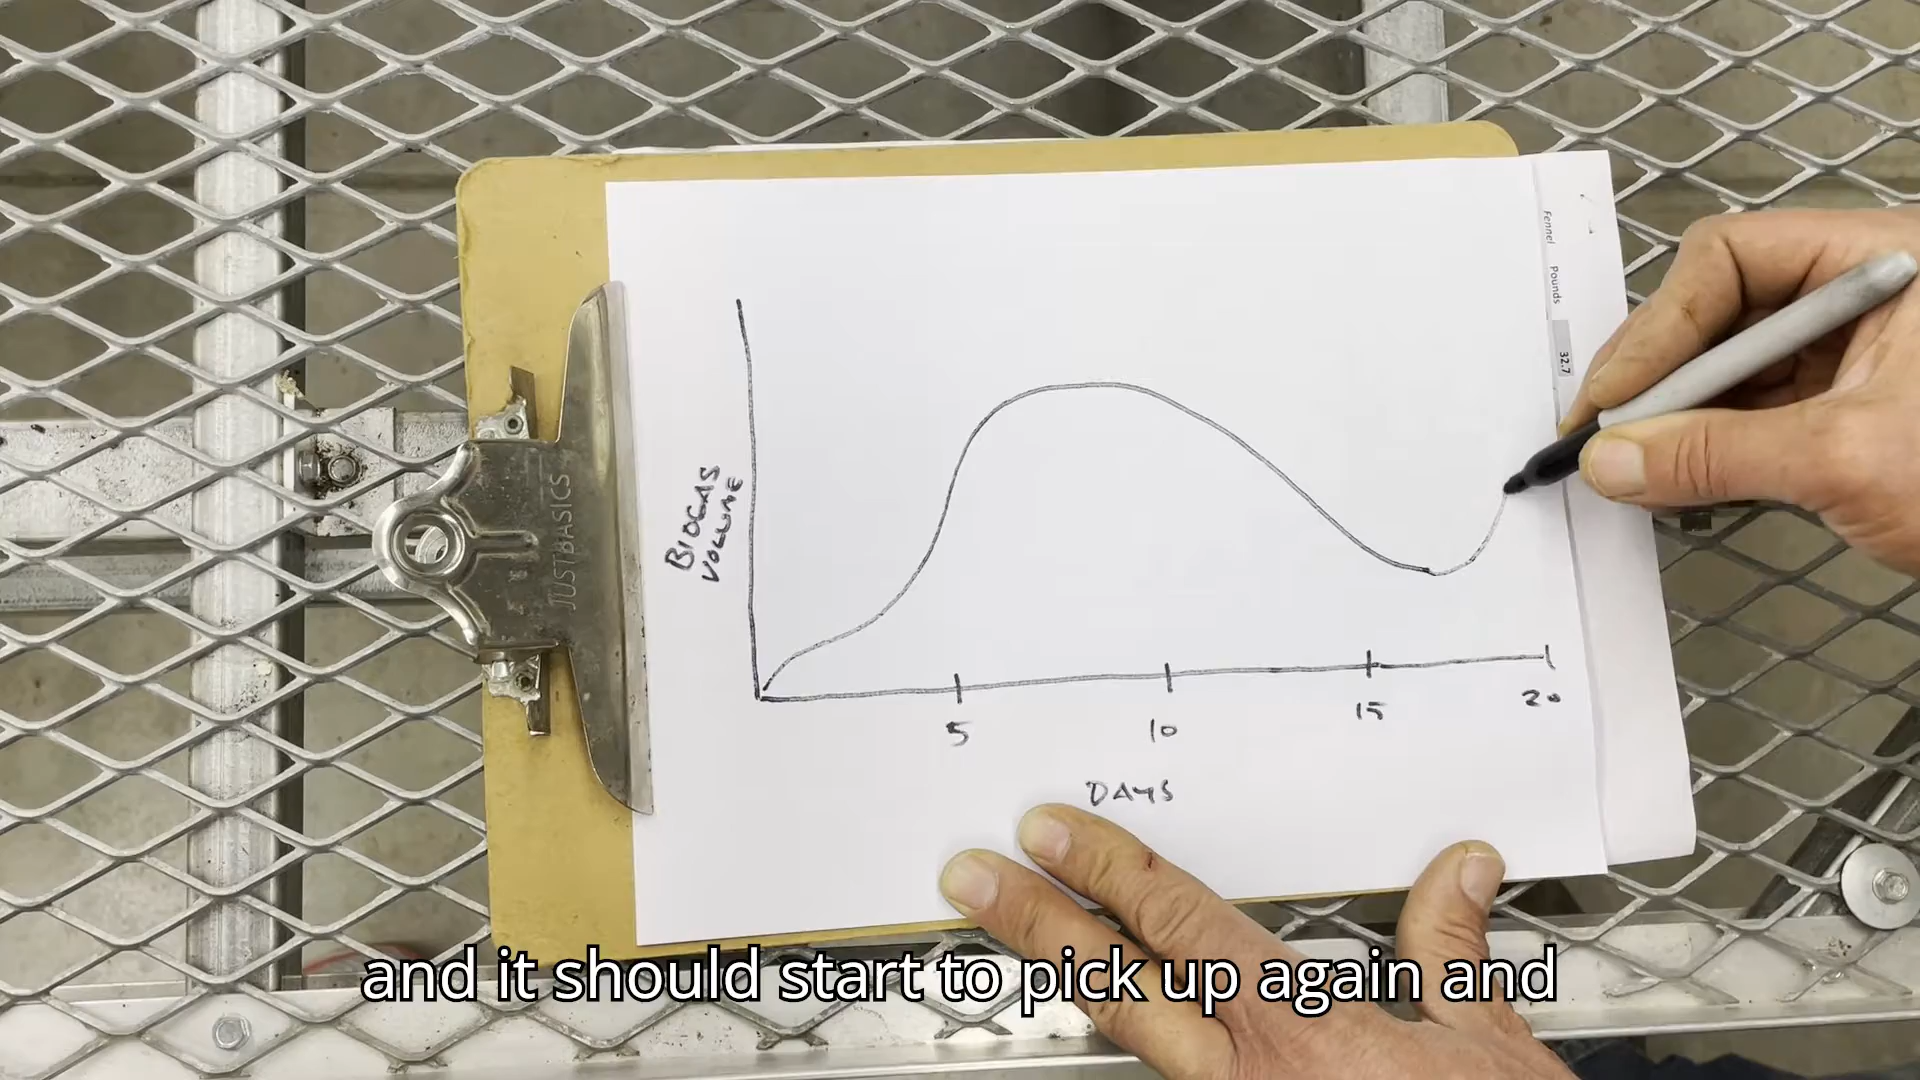 BIOGAS
VOLUME
5
10
15
20
DAYS
JUSTBASICS
Fennel
Pounds
32.7
and it should start to pick up again and